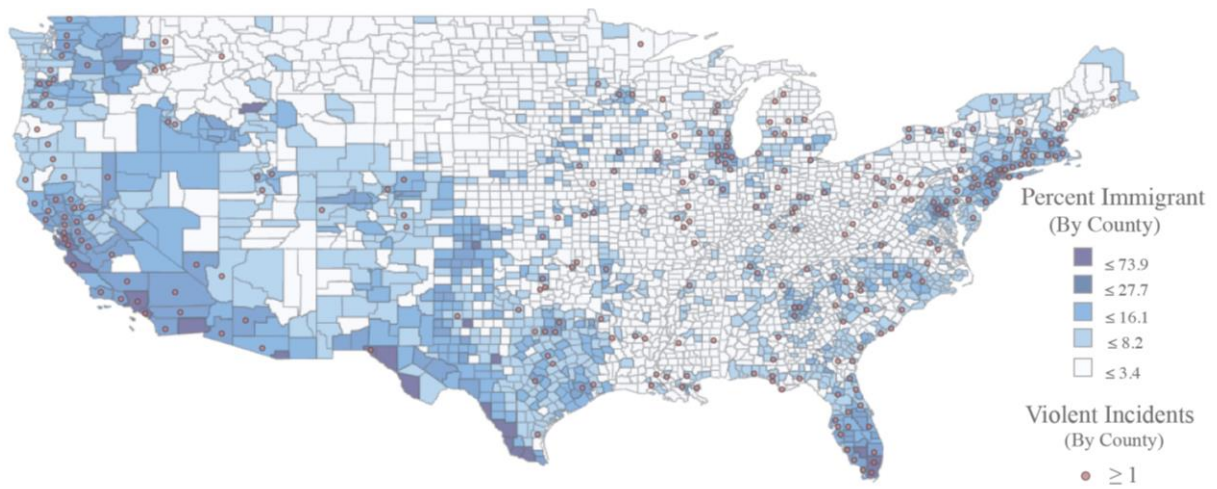 Percent Immigrant
(By County)
≤ 73.9
≤ 27.7
≤ 16.1
≤ 8.2
≤ 3.4
Violent Incidents
(By County)
≥ 1